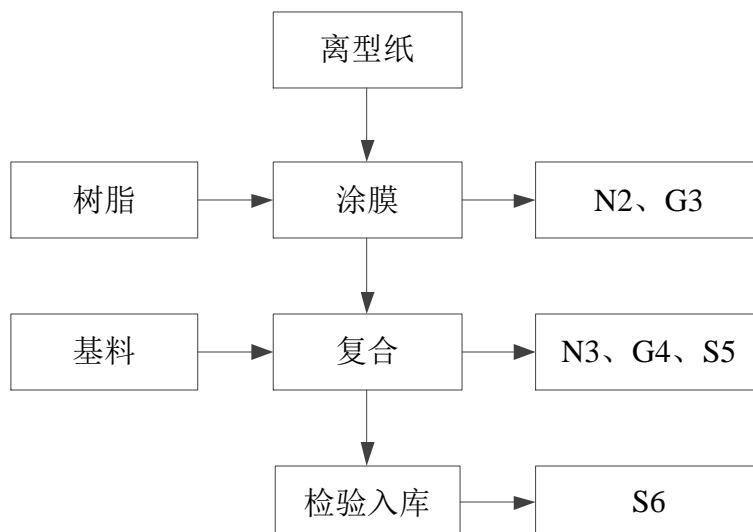 离型纸
树脂
涂膜
N2、G3
基料
复合
N3、G4、S5
检验入库
S6